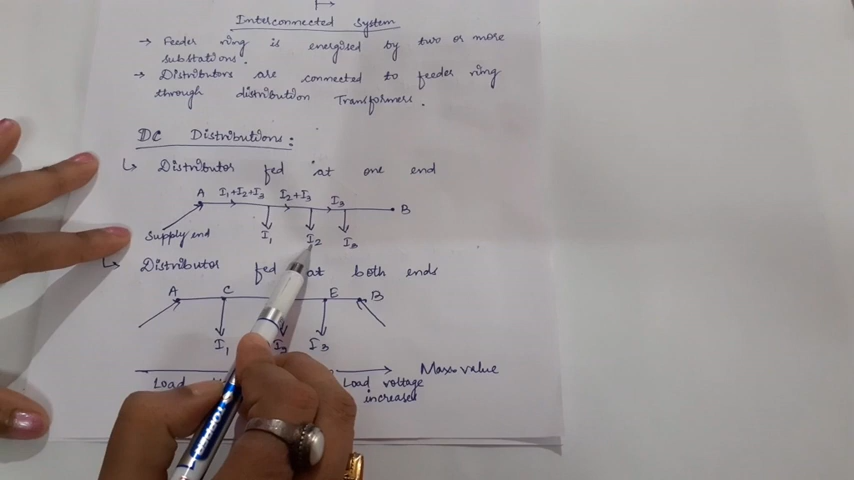 Interconnected System
→ Feeder ring is energised by two or more
substations.
→ Distributors are connected to feeder ring
through distribution Transformers.
DC Distributions:
↳ Distributor fed at one end
A I₁+I₂+I₃ I₂+I₃ I₃ B
Supply end I₁ I₂ I₃
↳ Distributor fed at both ends
A C E B
I₁ I₂ I₃
Load Load voltage Max. value
increases